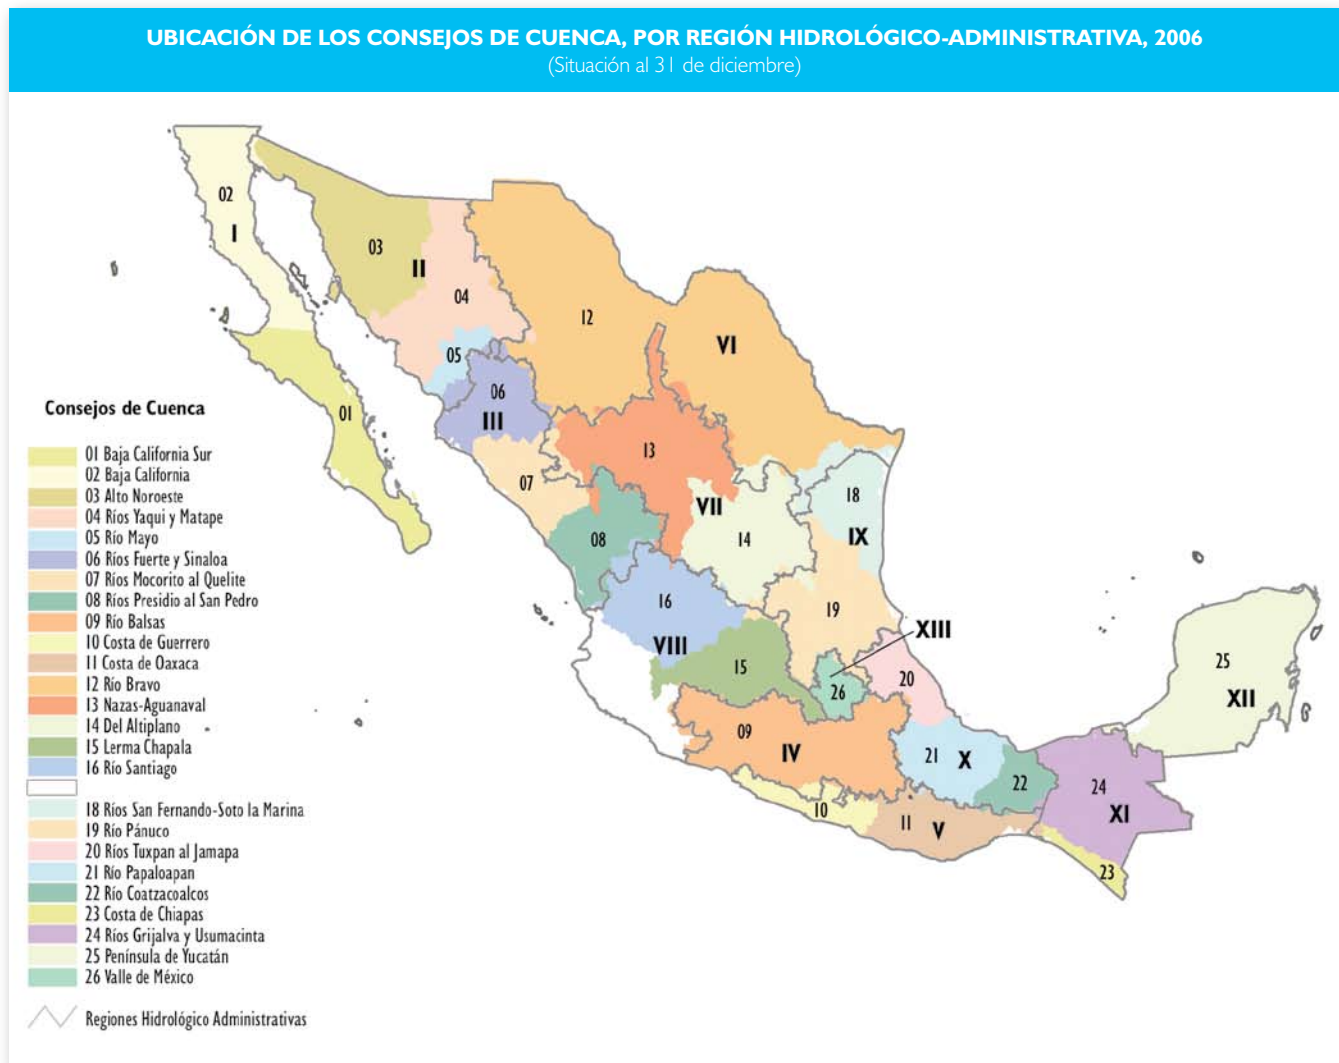 UBICACIÓN DE LOS CONSEJOS DE CUENCA, POR REGIÓN HIDROLÓGICO-ADMINISTRATIVA, 2006
(Situación al 31 de diciembre)
02
I
03
II
04
12
VI
05
06
III
01
13
07
VII
18
IX
08
14
16
19
VIII
XIII
15
26
20
25
XII
09
IV
21
X
22
24
XI
10
11
V
23
Consejos de Cuenca
01 Baja California Sur
02 Baja California
03 Alto Noroeste
04 Ríos Yaqui y Matape
05 Río Mayo
06 Ríos Fuerte y Sinaloa
07 Ríos Mocorito al Quelite
08 Ríos Presidio al San Pedro
09 Río Balsas
10 Costa de Guerrero
11 Costa de Oaxaca
12 Río Bravo
13 Nazas-Aguanaval
14 Del Altiplano
15 Lerma Chapala
16 Río Santiago
18 Ríos San Fernando-Soto la Marina
19 Río Pánuco
20 Ríos Tuxpan al Jamapa
21 Río Papaloapan
22 Río Coatzacoalcos
23 Costa de Chiapas
24 Ríos Grijalva y Usumacinta
25 Península de Yucatán
26 Valle de México
Regiones Hidrológico Administrativas